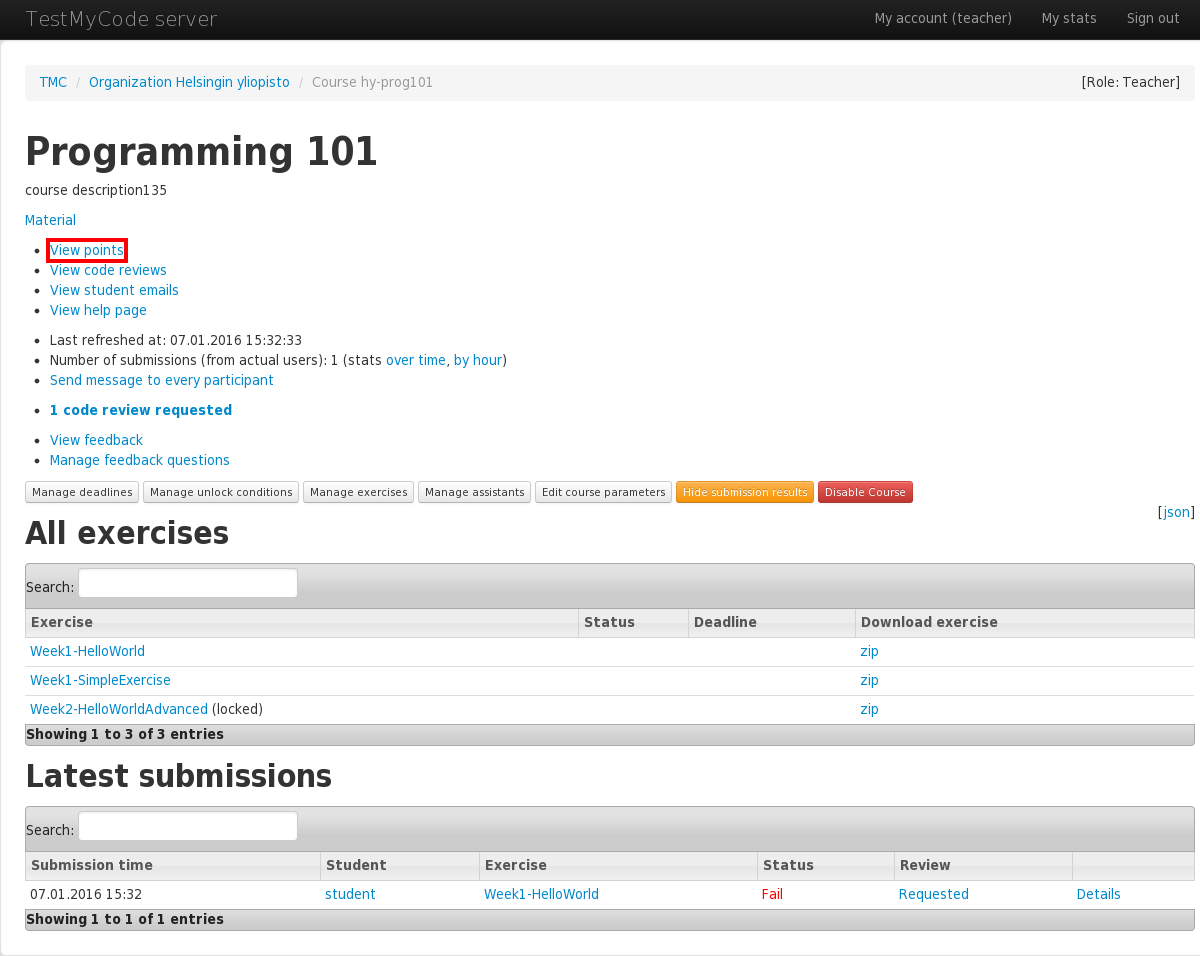 TestMyCode server My account (teacher) My stats Sign out
TMC / Organization Helsingin yliopisto / Course hy-prog101 [Role: Teacher]
Programming 101
course description135
Material
View points
View code reviews
View student emails
View help page
Last refreshed at: 07.01.2016 15:32:33
Number of submissions (from actual users): 1 (stats over time, by hour)
Send message to every participant
1 code review requested
View feedback
Manage feedback questions
Manage deadlines Manage unlock conditions Manage exercises Manage assistants Edit course parameters Hide submission results Disable Course
[json]
All exercises
Search:
Exercise Status Deadline Download exercise
Week1-HelloWorld zip
Week1-SimpleExercise zip
Week2-HelloWorldAdvanced (locked) zip
Showing 1 to 3 of 3 entries
Latest submissions
Search:
Submission time Student Exercise Status Review
07.01.2016 15:32 student Week1-HelloWorld Fail Requested Details
Showing 1 to 1 of 1 entries